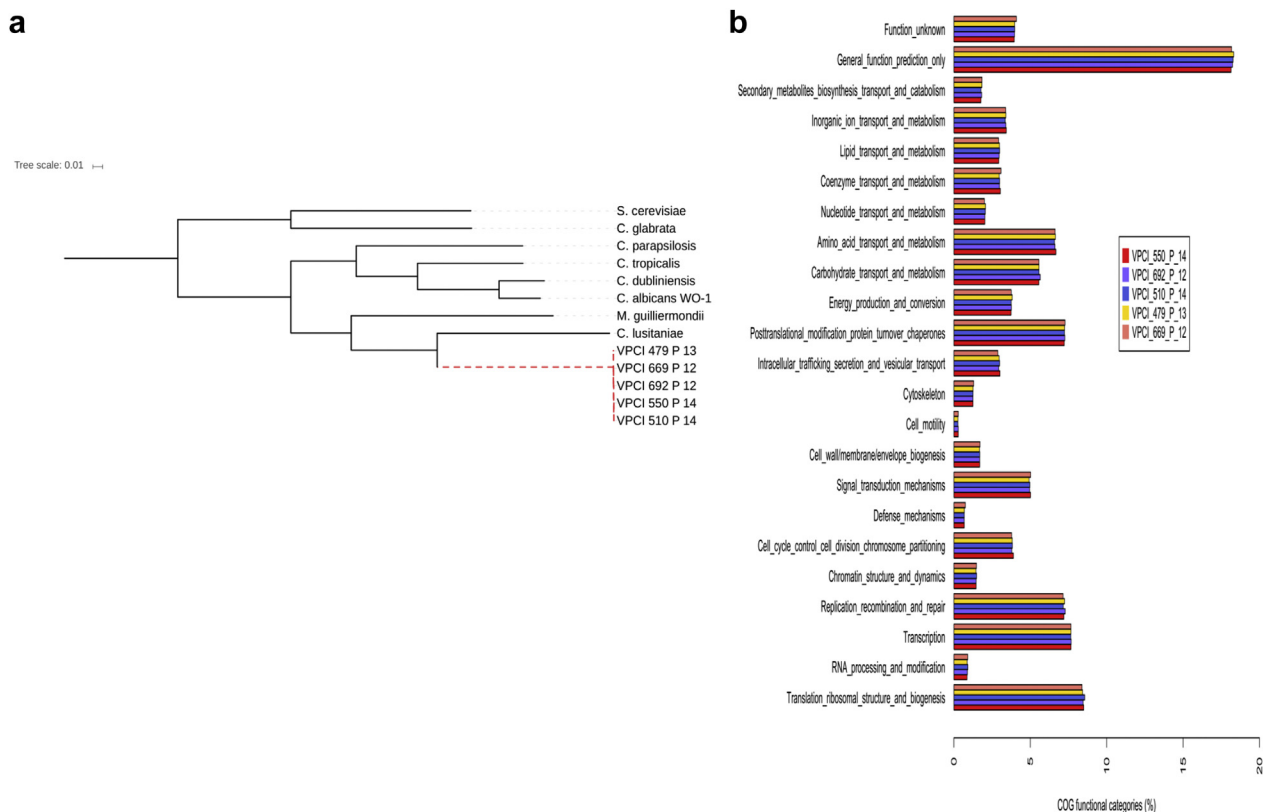 a
Tree scale: 0.01
S. cerevisiae
C. glabrata
C. parapsilosis
C. tropicalis
C. dubliniensis
C. albicans WO-1
M. guilliermondii
C. lusitaniae
VPCI 479 P 13
VPCI 669 P 12
VPCI 692 P 12
VPCI 550 P 14
VPCI 510 P 14
b
Function_unknown
General_function_prediction_only
Secondary_metabolites_biosynthesis_transport_and_catabolism
Inorganic_ion_transport_and_metabolism
Lipid_transport_and_metabolism
Coenzyme_transport_and_metabolism
Nucleotide_transport_and_metabolism
Amino_acid_transport_and_metabolism
Carbohydrate_transport_and_metabolism
Energy_production_and_conversion
Posttranslational_modification_protein_turnover_chaperones
Intracellular_trafficking_secretion_and_vesicular_transport
Cytoskeleton
Cell_motility
Cell_wall/membrane/envelope_biogenesis
Signal_transduction_mechanisms
Defense_mechanisms
Cell_cycle_control_cell_division_chromosome_partitioning
Chromatin_structure_and_dynamics
Replication_recombination_and_repair
Transcription
RNA_processing_and_modification
Translation_ribosomal_structure_and_biogenesis
VPCI_550_P_14
VPCI_692_P_12
VPCI_510_P_14
VPCI_479_P_13
VPCI_669_P_12
0 5 10 15 20
COG functional categories (%)